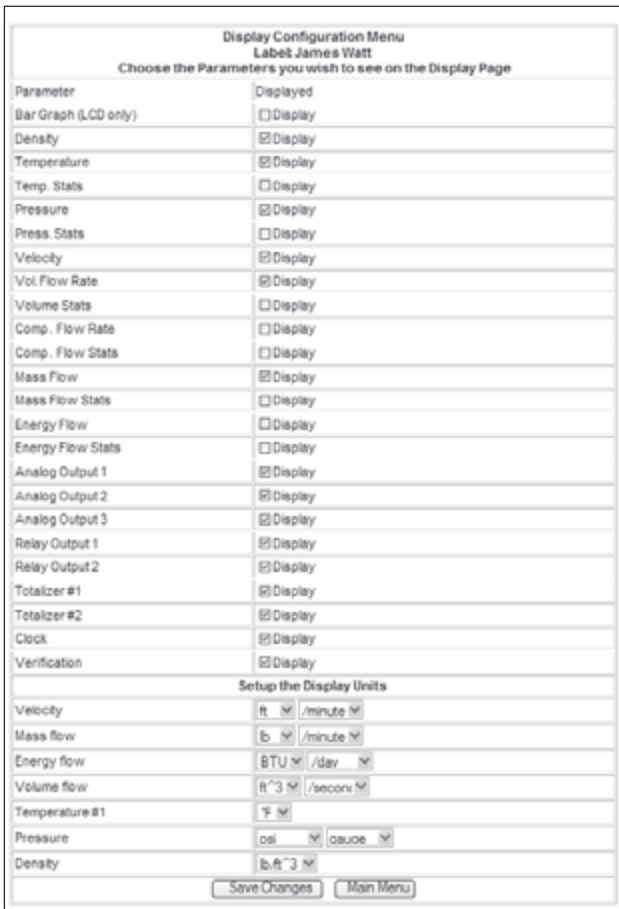 Display Configuration Menu
Label: James Watt
Choose the Parameters you wish to see on the Display Page
Parameter Displayed
Bar Graph (LCD only) Display
Density Display
Temperature Display
Temp. Stats Display
Pressure Display
Press. Stats Display
Velocity Display
Vol. Flow Rate Display
Volume Stats Display
Comp. Flow Rate Display
Comp. Flow Stats Display
Mass Flow Display
Mass Flow Stats Display
Energy Flow Display
Energy Flow Stats Display
Analog Output 1 Display
Analog Output 2 Display
Analog Output 3 Display
Relay Output 1 Display
Relay Output 2 Display
Totalizer #1 Display
Totalizer #2 Display
Clock Display
Verification Display
Setup the Display Units
Velocity ft /minute
Mass flow lb /minute
Energy flow BTU /day
Volume flow ft^3 /second
Temperature #1 °F
Pressure psi gauge
Density lb.ft^3
Save Changes Main Menu